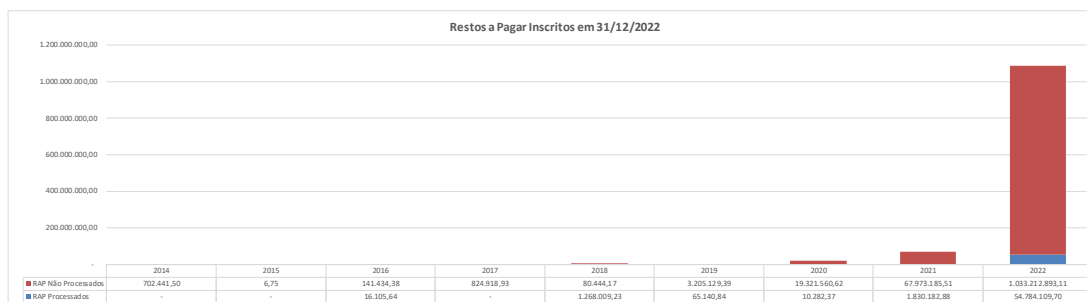 Restos a Pagar Inscritos em 31/12/2022
1.200.000.000,00
1.000.000.000,00
800.000.000,00
600.000.000,00
400.000.000,00
200.000.000,00
-
2014 2015 2016 2017 2018 2019 2020 2021 2022
RAP Não Processados 702.441,50 6,75 141.434,38 824.918,93 80.444,17 3.205.129,39 19.321.560,62 67.973.185,51 1.033.212.893,11
RAP Processados - - 16.105,64 - 1.268.009,23 65.140,84 10.282,37 1.830.182,88 54.784.109,70